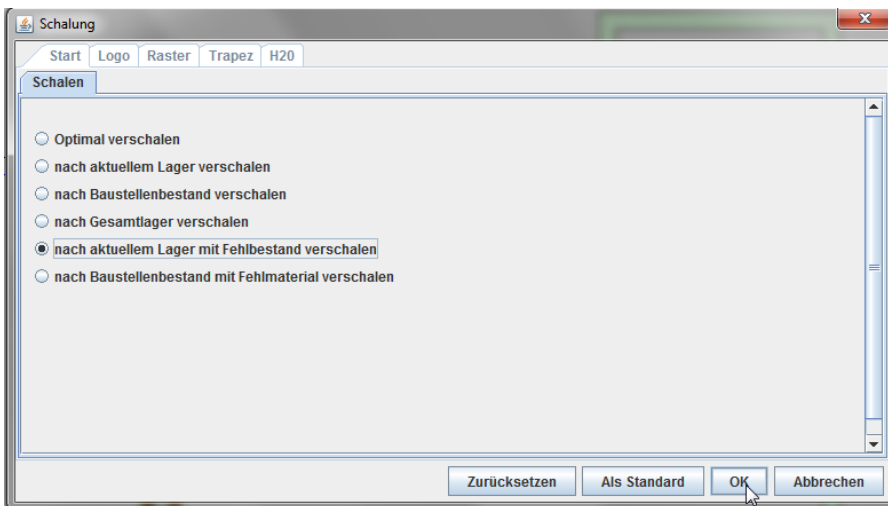 Schalung
Start Logo Raster Trapez H20
Schalen
Optimal verschalen
nach aktuellem Lager verschalen
nach Baustellenbestand verschalen
nach Gesamtlager verschalen
nach aktuellem Lager mit Fehlbestand verschalen
nach Baustellenbestand mit Fehlmaterial verschalen
Zurücksetzen Als Standard OK Abbrechen